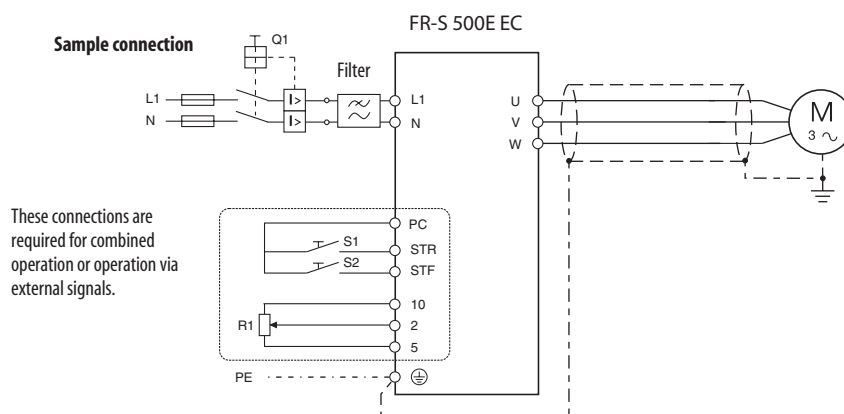 FR-S 500E EC
Sample connection
Q1
Filter
L1
N
I>
I>
L1
N
U
V
W
M
3 ∿
These connections are
required for combined
operation or operation via
external signals.
S1
S2
R1
PC
STR
STF
10
2
5
PE